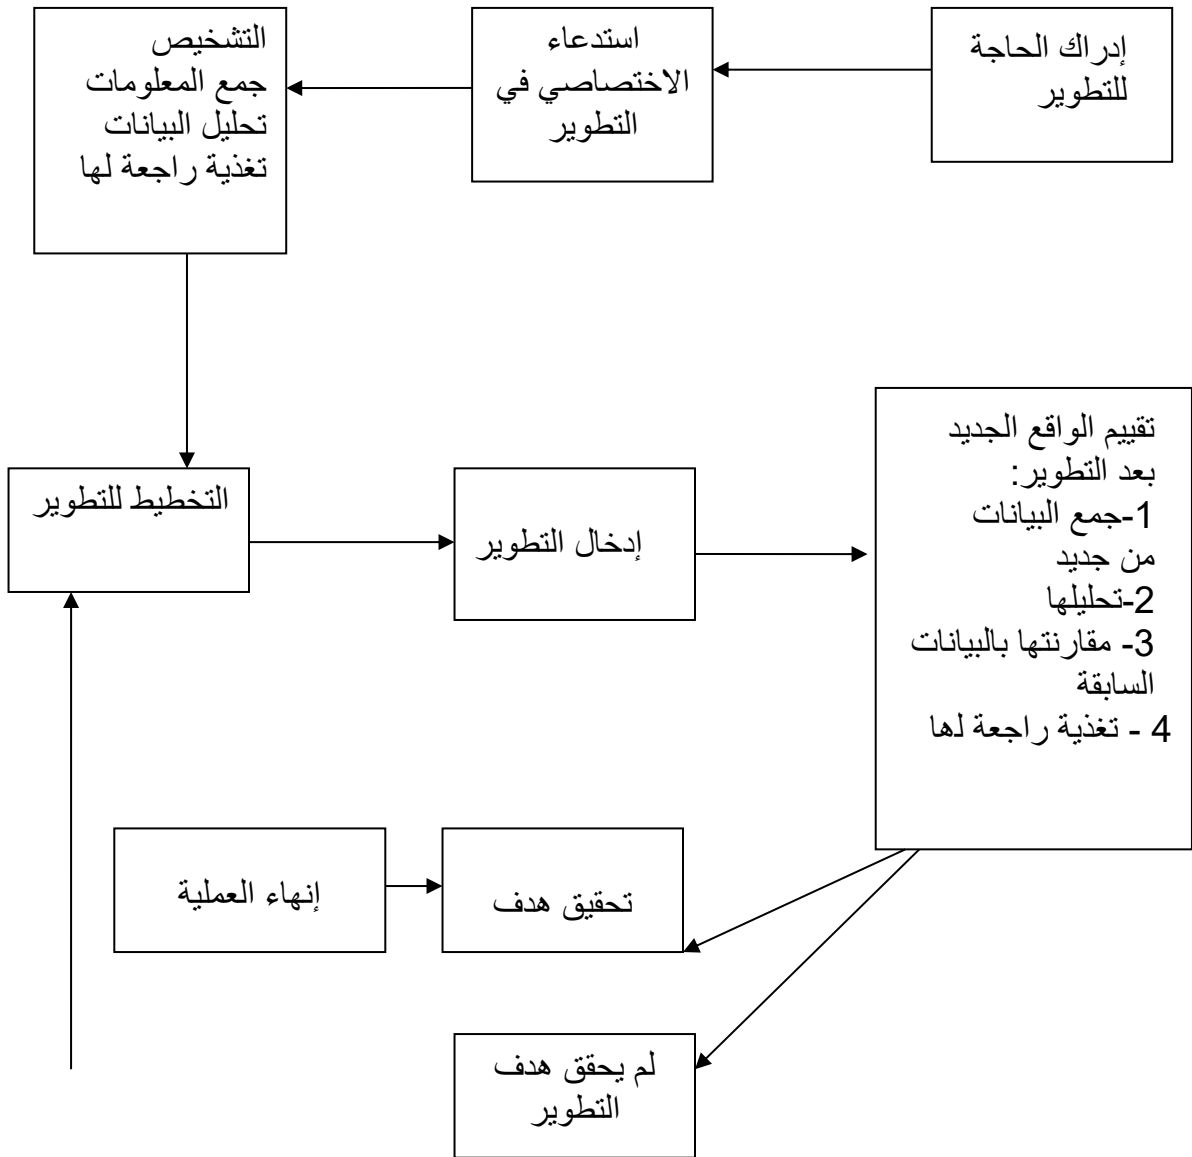 إدراك الحاجة
للتطوير
استدعاء
الاختصاصي في
التطوير
التشخيص
جمع المعلومات
تحليل البيانات
تغذية راجعة لها
التخطيط للتطوير
إدخال التطوير
تقييم الواقع الجديد
بعد التطوير:
1-جمع البيانات
من جديد
2-تحليلها
3- مقارنتها بالبيانات
السابقة
4 - تغذية راجعة لها
تحقيق هدف
إنهاء العملية
لم يحقق هدف
التطوير